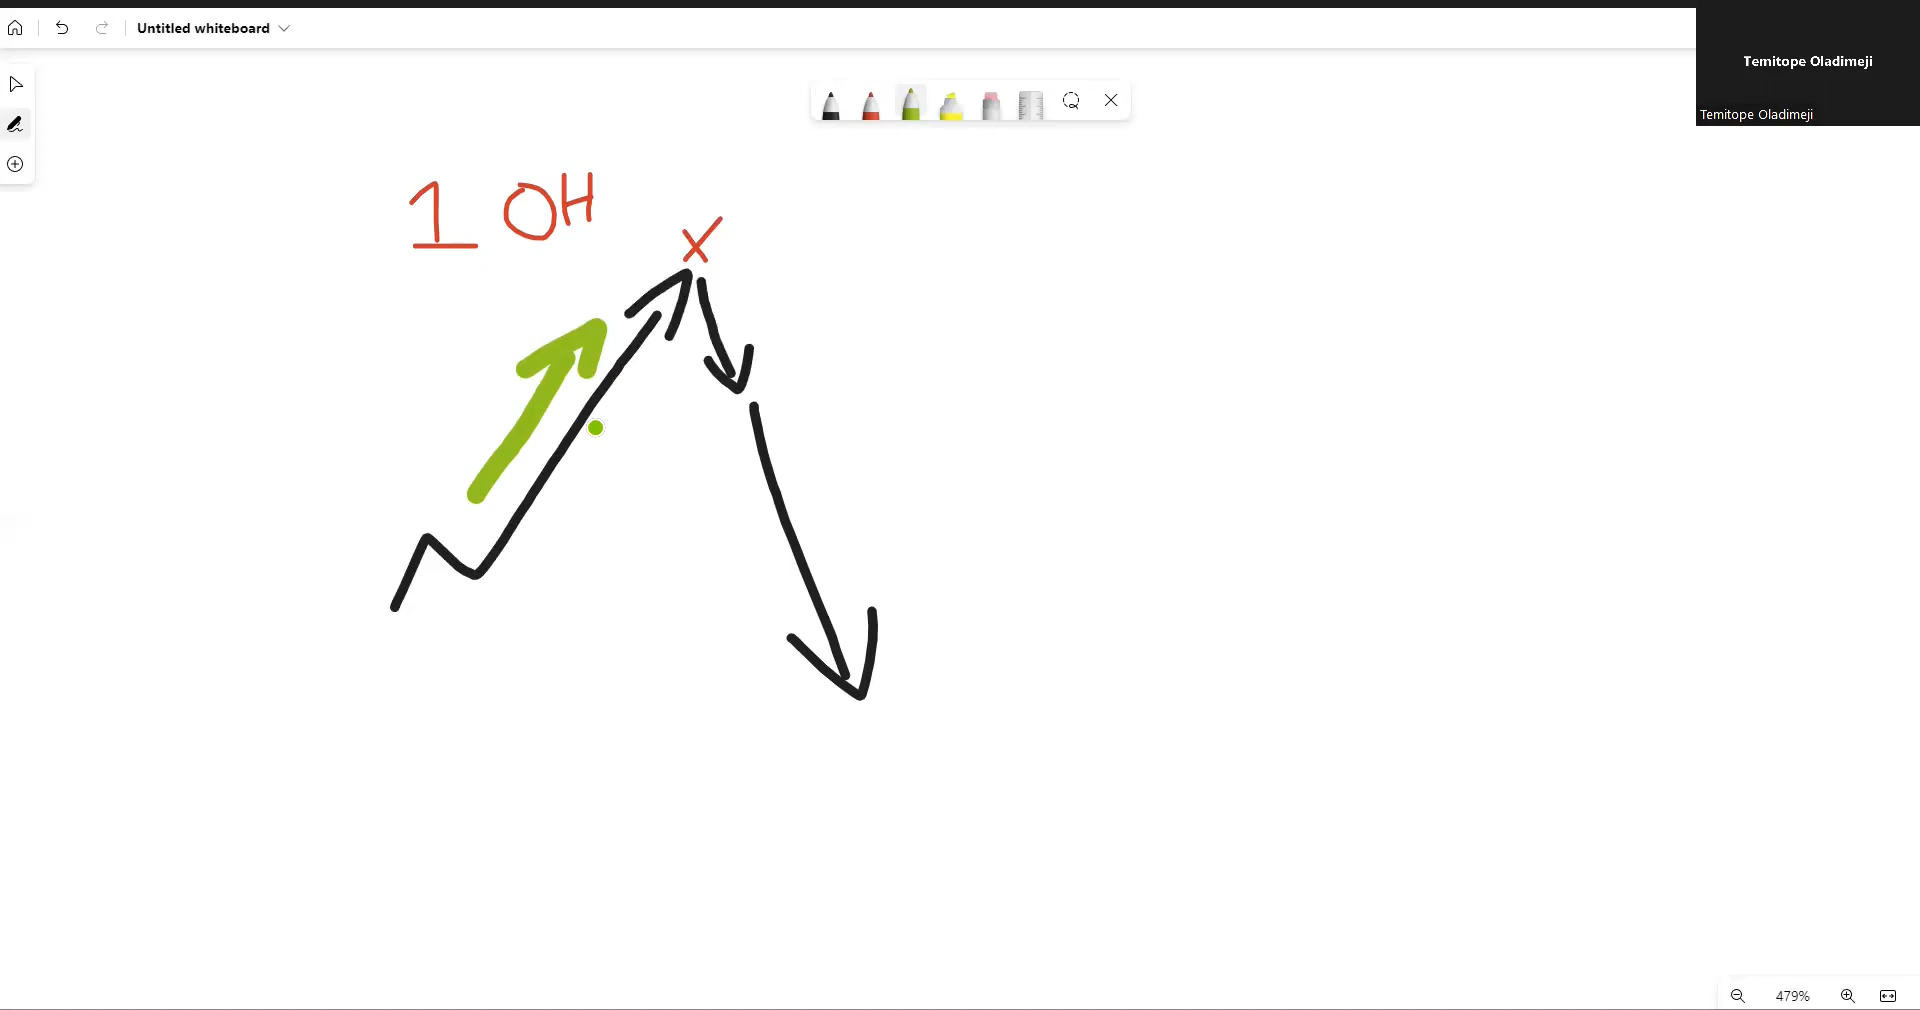 Untitled whiteboard
Temitope Oladimeji
Temitope Oladimeji
1 OH
X
479%